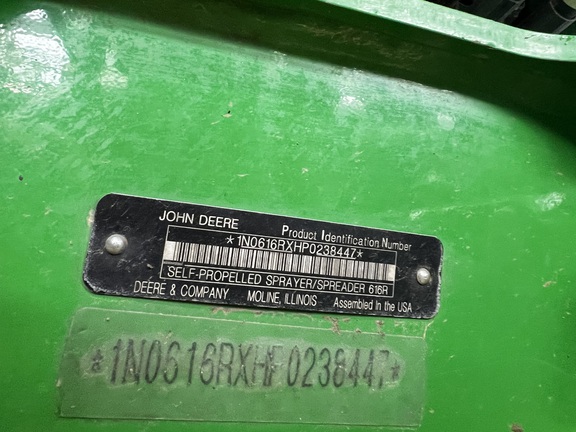 JOHN DEERE
Product Identification Number
*1N0616RXHP0238447*
SELF-PROPELLED SPRAYER/SPREADER 616R
DEERE & COMPANY MOLINE, ILLINOIS Assembled In the USA
*1N0616RXHP0238447*